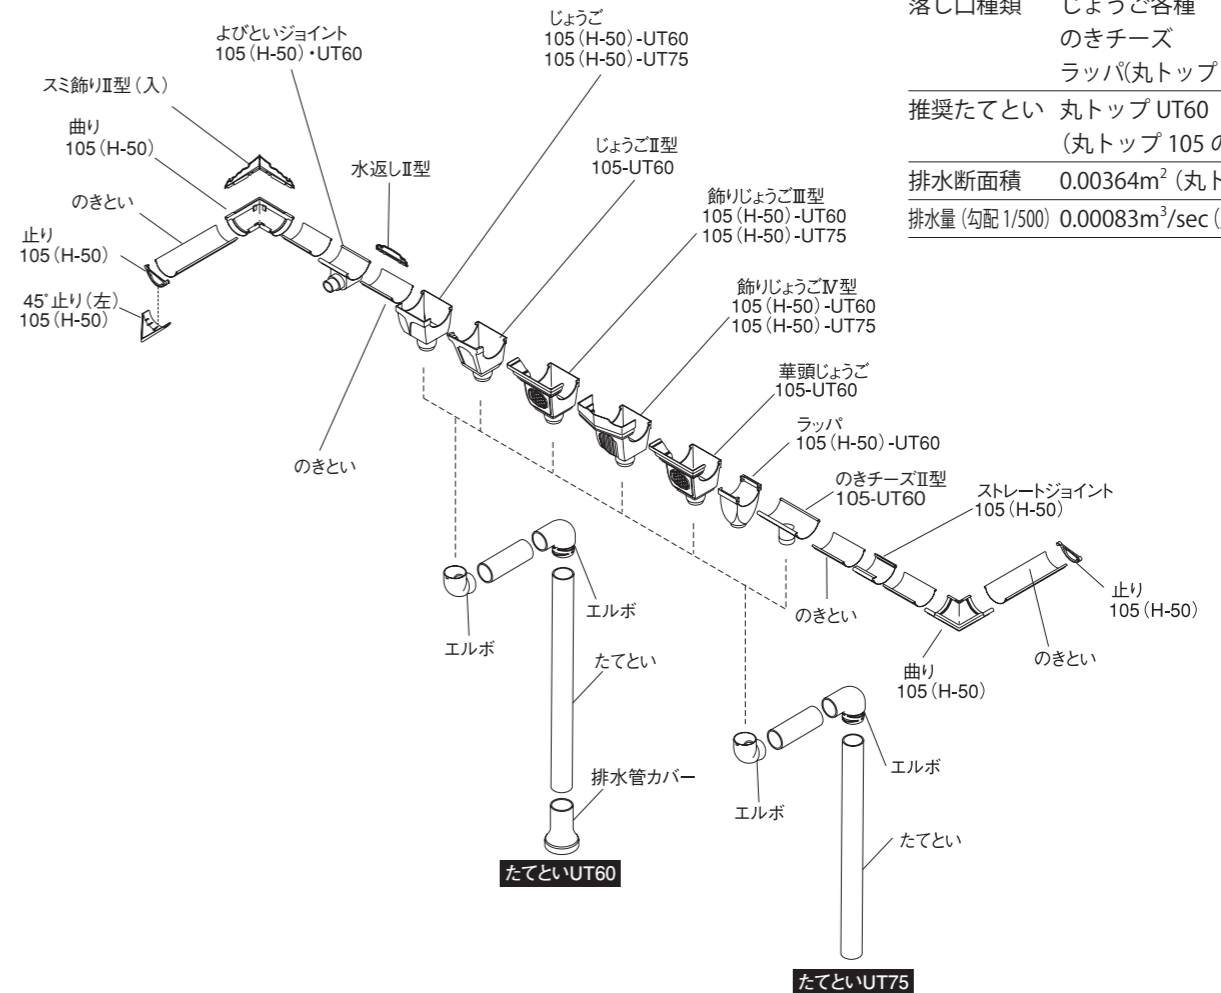 落し口種類 じょうご各種
のきチーズ
ラッパ(丸トップ
推奨たてとい 丸トップ UT60
(丸トップ 105 の
排水断面積 0.00364m²（丸ト
排水量（勾配 1/500） 0.00083m³/sec
じょうご
105（H-50）-UT60
105（H-50）-UT75
よびといジョイント
105（H-50）・UT60
スミ飾りⅡ型（入）
曲り
105（H-50）
のきとい
止り
105（H-50）
45°止り（左）
105（H-50）
水返しⅡ型
じょうごⅡ型
105-UT60
飾りじょうごⅢ型
105（H-50）-UT60
105（H-50）-UT75
飾りじょうごⅣ型
105（H-50）-UT60
105（H-50）-UT75
華頭じょうご
105-UT60
ラッパ
105（H-50）-UT60
のきチーズⅡ型
105-UT60
ストレートジョイント
105（H-50）
のきとい
のきとい
止り
105（H-50）
のきとい
曲り
105（H-50）
エルボ
エルボ
たてとい
排水管カバー
たてといUT60
エルボ
エルボ
たてとい
たてといUT75